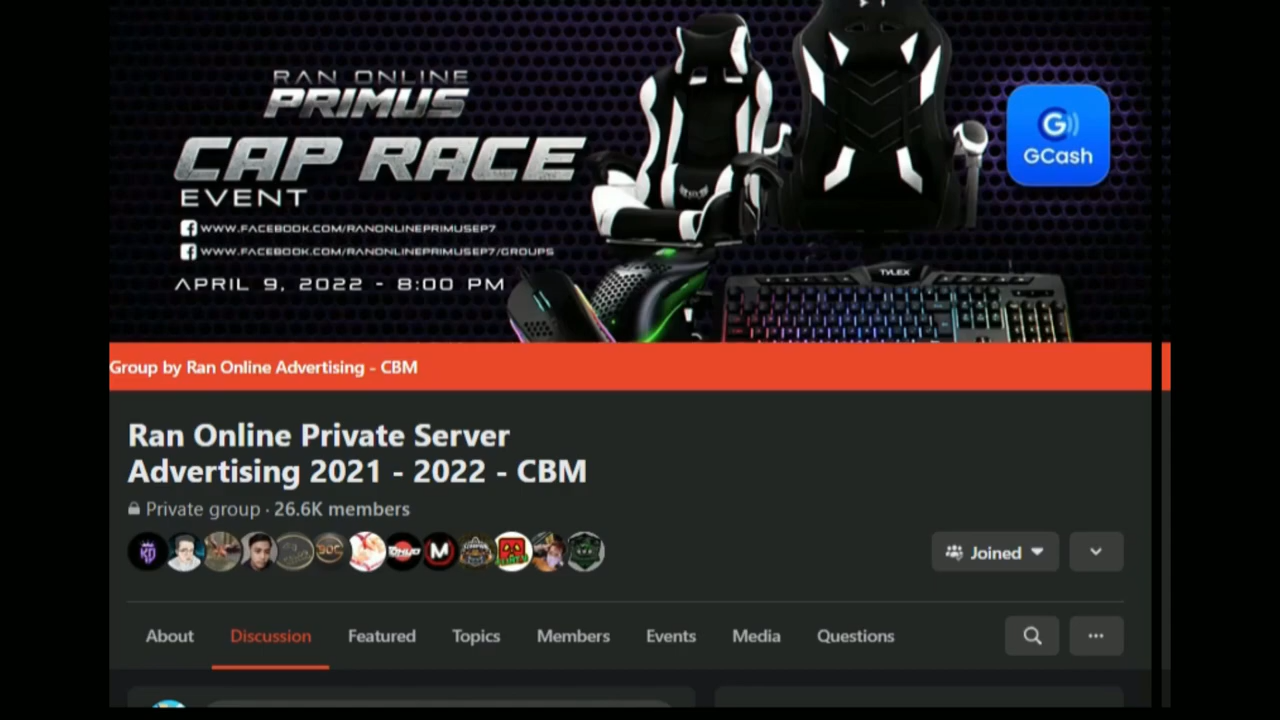 RAN ONLINE
PRIMUS
CAP RACE
EVENT
WWW.FACEBOOK.COM/RANONLINEPRIMUSEP7
WWW.FACEBOOK.COM/RANONLINEPRIMUSEP7/GROUPS
APRIL 9, 2022 - 8:00 PM
G
GCash
TYLEX
Group by Ran Online Advertising - CBM
Ran Online Private Server
Advertising 2021 - 2022 - CBM
Private group · 26.6K members
M
Joined
About Discussion Featured Topics Members Events Media Questions